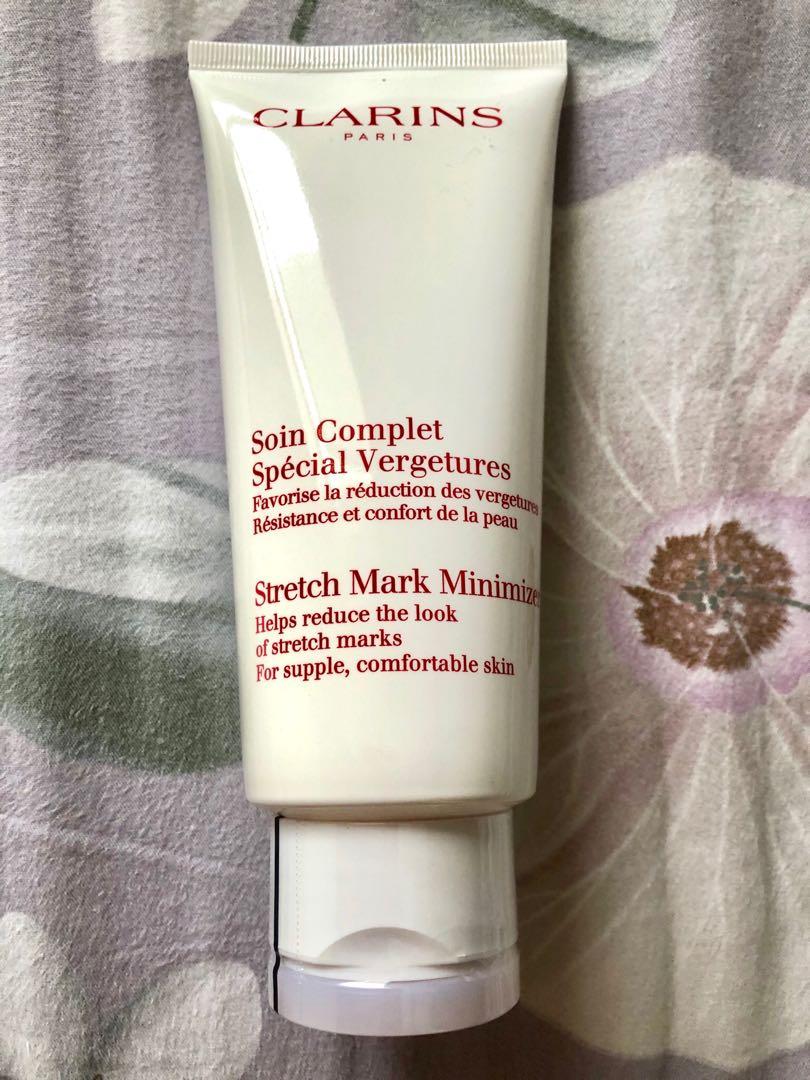 CLARINS
PARIS
Soin Complet
Spécial Vergetures
Favorise la réduction des vergetures
Résistance et confort de la peau
Stretch Mark Minimizer
Helps reduce the look
of stretch marks
For supple, comfortable skin